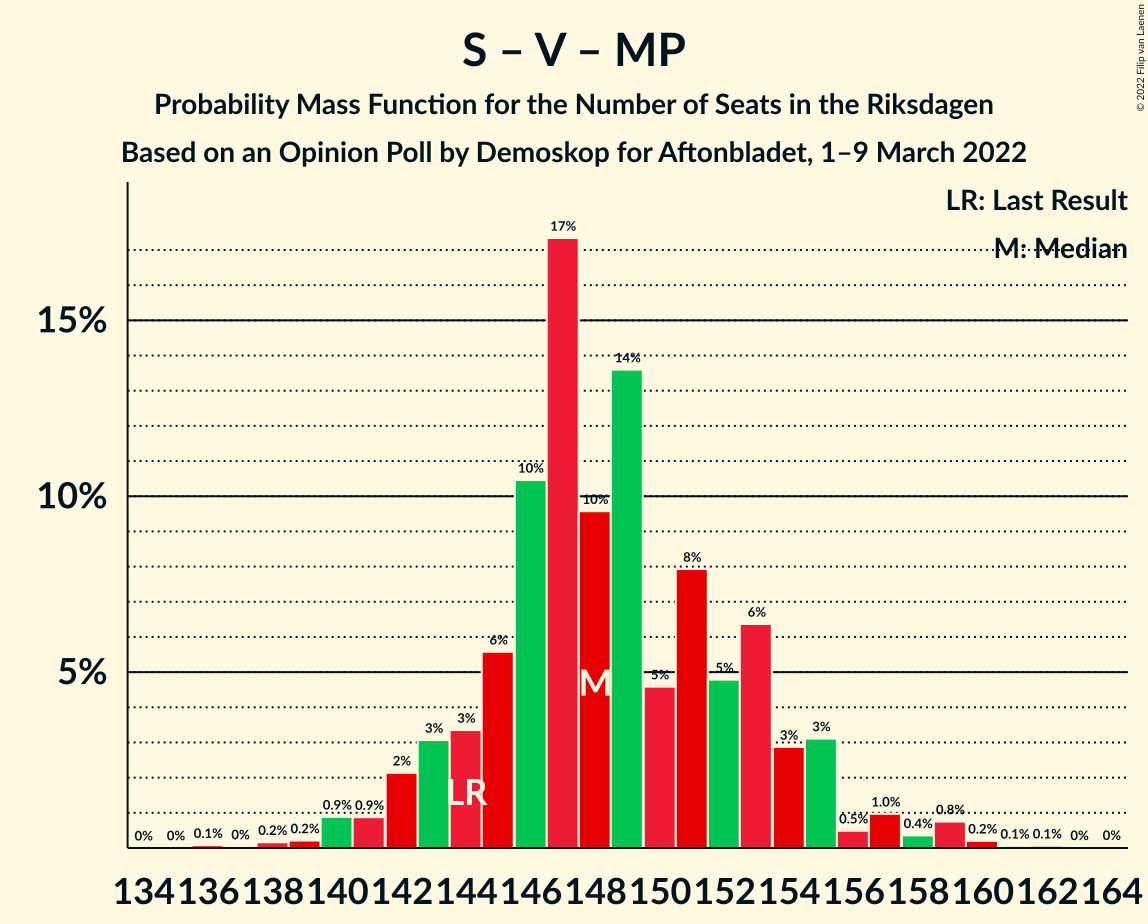 S – V – MP
Probability Mass Function for the Number of Seats in the Riksdagen
Based on an Opinion Poll by Demoskop for Aftonbladet, 1–9 March 2022
© 2022 Filip van Laenen
LR: Last Result
M: Median
15%
10%
5%
0% 0% 0.1% 0% 0.2% 0.2% 0.9% 0.9% 2% 3% 3% 6% 10% 17% 10% 14% 5% 8% 5% 6% 3% 3% 0.5% 1.0% 0.4% 0.8% 0.2% 0.1% 0.1% 0% 0%
LR
M
134 136 138 140 142 144 146 148 150 152 154 156 158 160 162 164